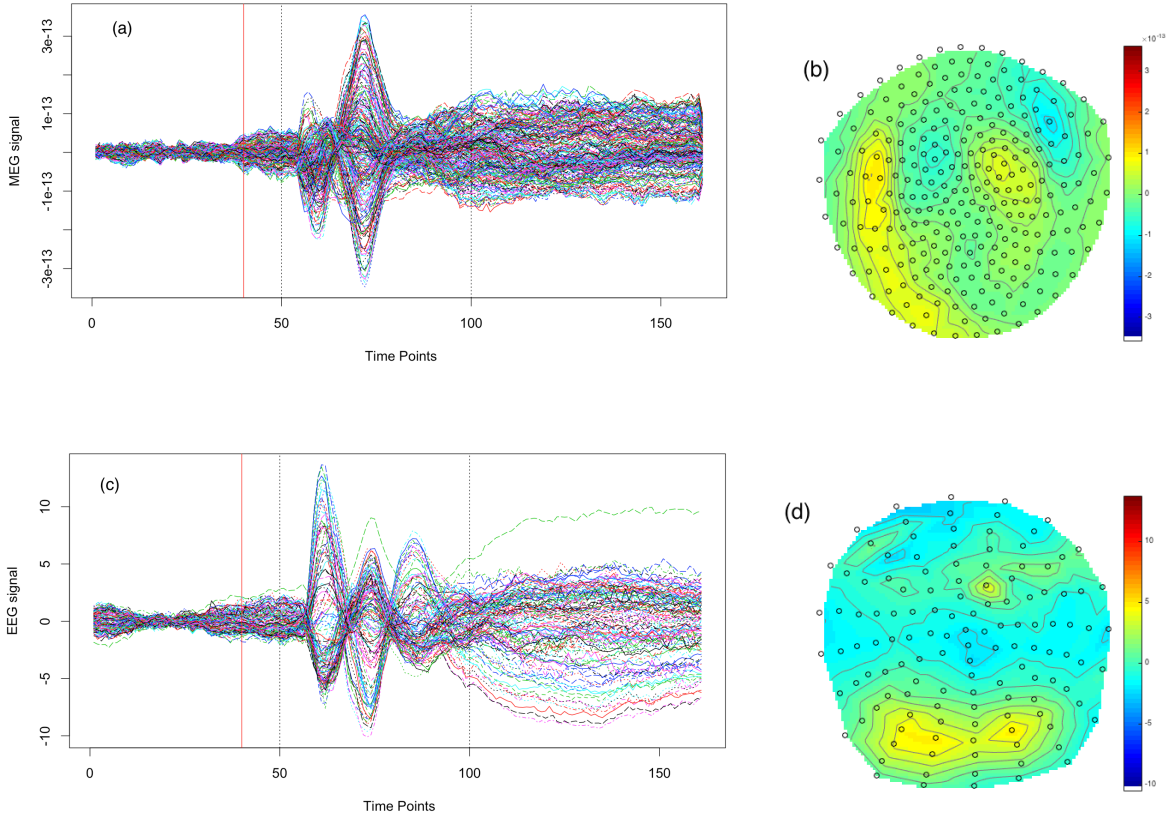 (a)
MEG signal
3e-13
1e-13
-1e-13
-3e-13
0 50 100 150
Time Points
(b)
×10⁻¹³
3
2
1
0
-1
-2
-3
(c)
EEG signal
10
5
0
-5
-10
0 50 100 150
Time Points
(d)
10
5
0
-5
-10